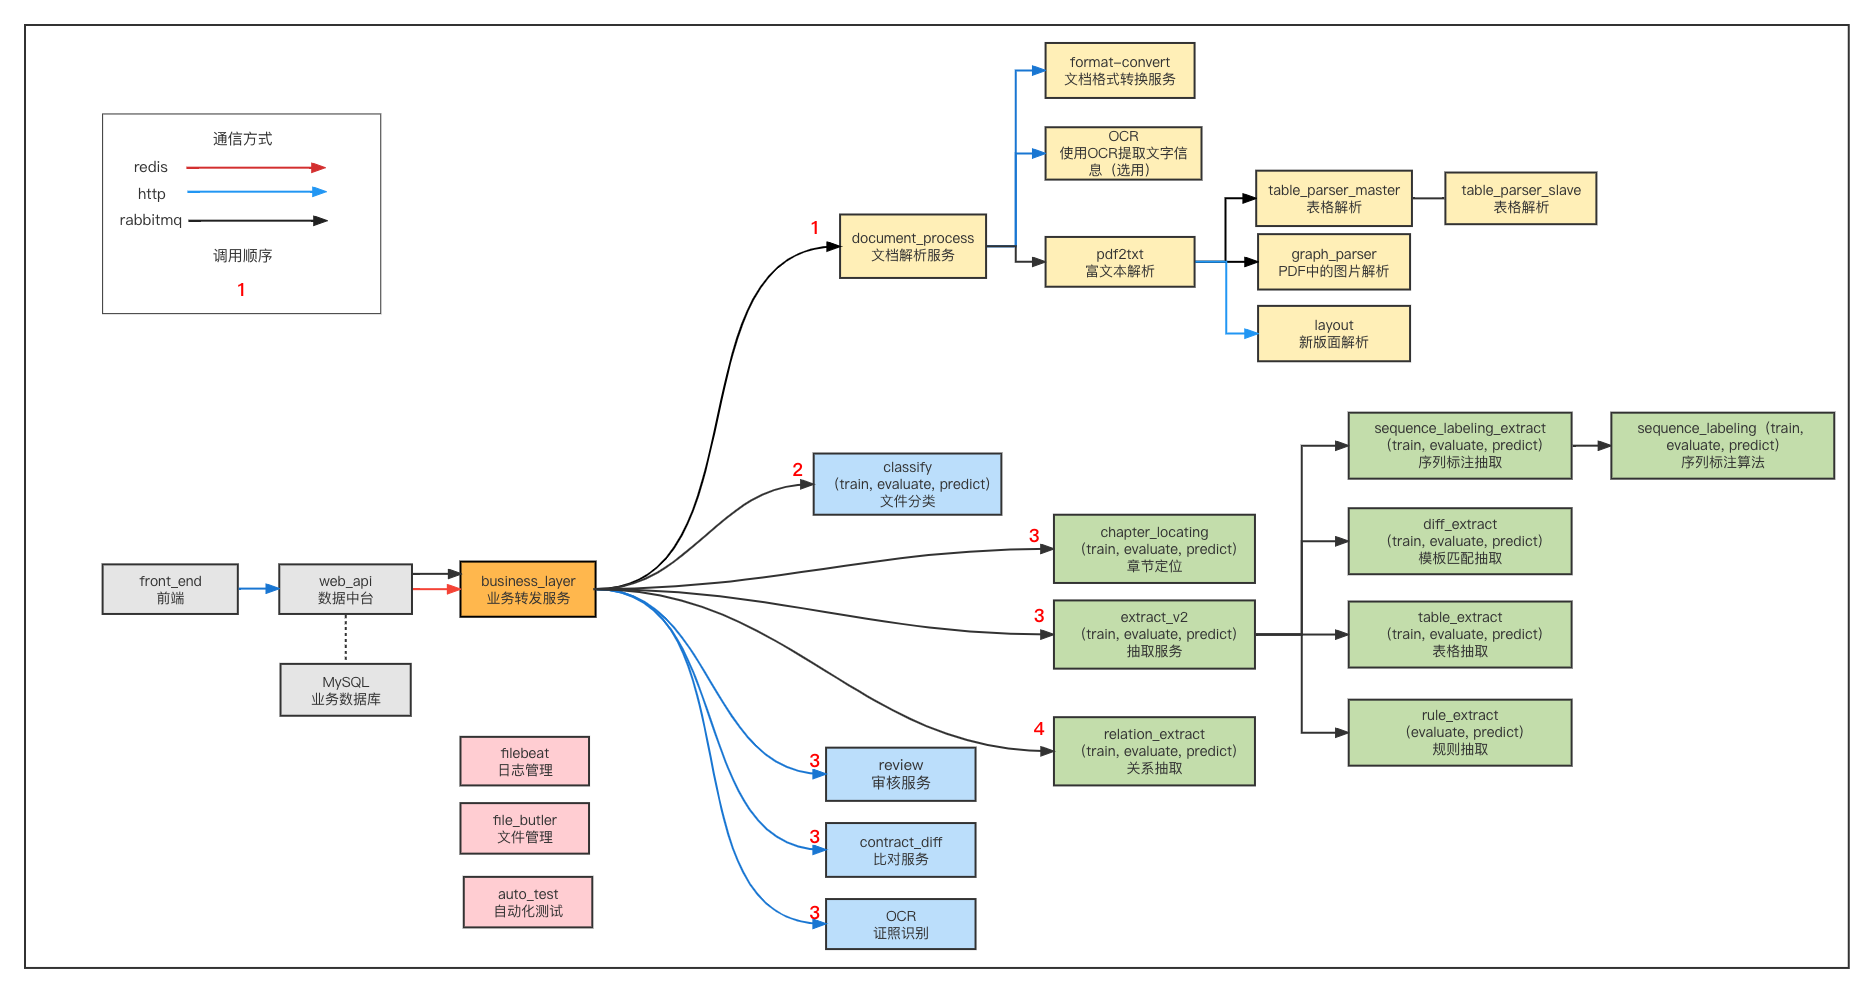 通信方式
redis
http
rabbitmq
调用顺序
1
format-convert
文档格式转换服务
OCR
使用OCR提取文字信
息（选用）
1
document_process
文档解析服务
pdf2txt
富文本解析
table_parser_master
表格解析
table_parser_slave
表格解析
graph_parser
PDF中的图片解析
layout
新版面解析
2
classify
（train, evaluate, predict）
文件分类
3
chapter_locating
（train, evaluate, predict）
章节定位
3
extract_v2
（train, evaluate, predict）
抽取服务
4
relation_extract
（train, evaluate, predict）
关系抽取
sequence_labeling_extract
（train, evaluate, predict）
序列标注抽取
sequence_labeling（train,
evaluate, predict）
序列标注算法
diff_extract
（train, evaluate, predict）
模板匹配抽取
table_extract
（train, evaluate, predict）
表格抽取
rule_extract
（evaluate, predict）
规则抽取
front_end
前端
web_api
数据中台
business_layer
业务转发服务
MySQL
业务数据库
filebeat
日志管理
file_butler
文件管理
auto_test
自动化测试
3
review
审核服务
3
contract_diff
比对服务
3
OCR
证照识别